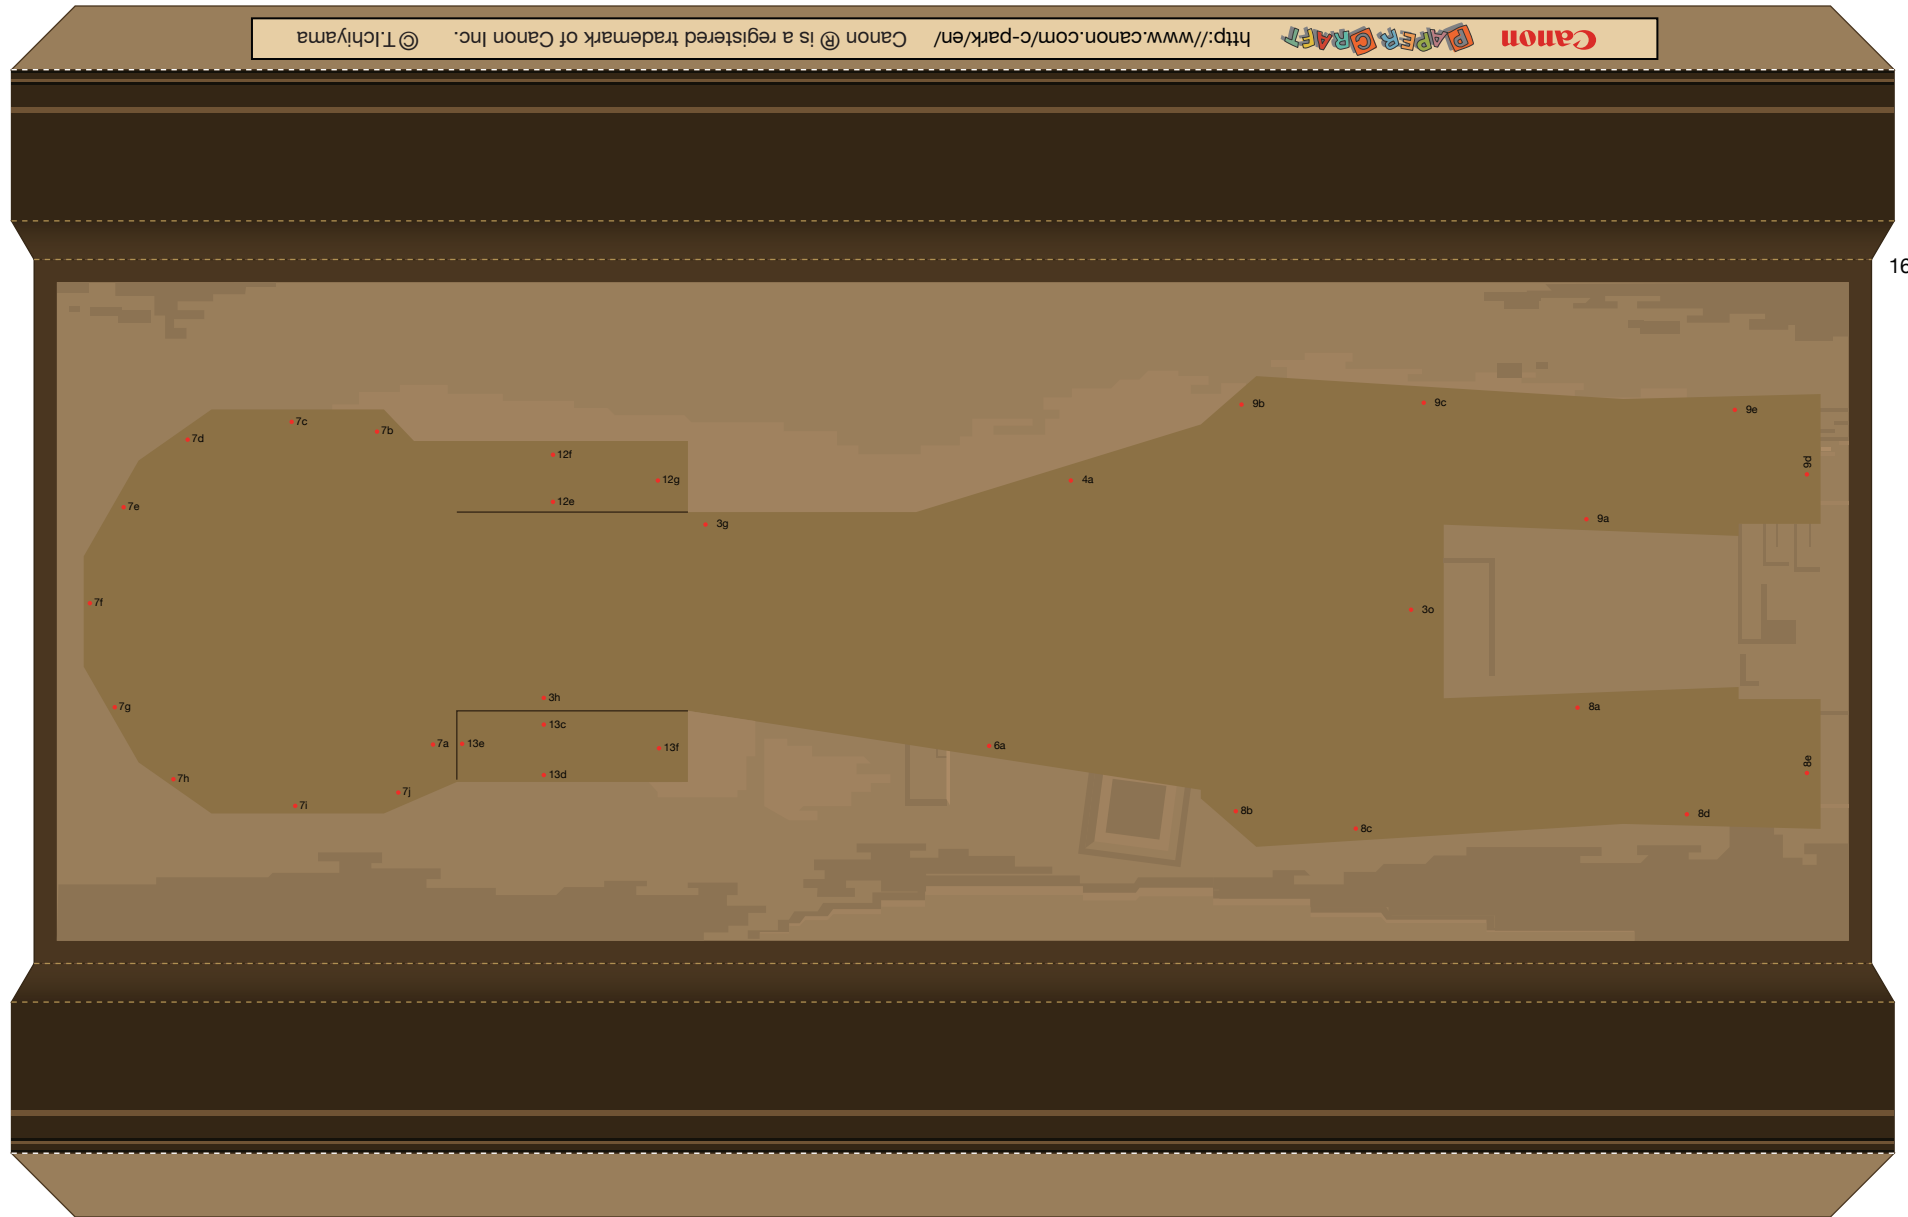 Canon PAPER CRAFT http://www.canon.com/c-park/en/ Canon ® is a registered trademark of Canon Inc. ©T.Ichiyama
16
9b
9c
9e
7c
7b
7d
12f
9d
12g
4a
12e
7e
3g
9a
7f
3o
3h
7g
8a
13c
7a
13e
13f
6a
8e
7h
13d
7j
7i
8b
8d
8c